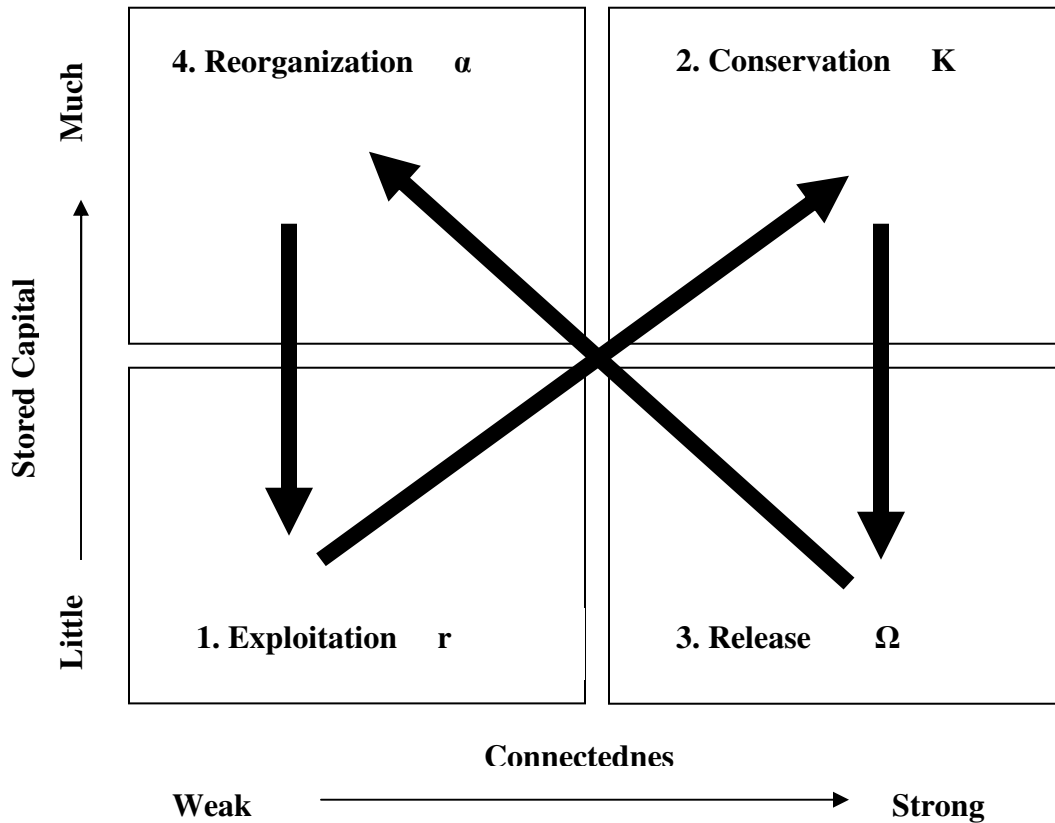 4. Reorganization α
2. Conservation K
Much
Stored Capital
Little
1. Exploitation r
3. Release Ω
Connectednes
Weak
Strong